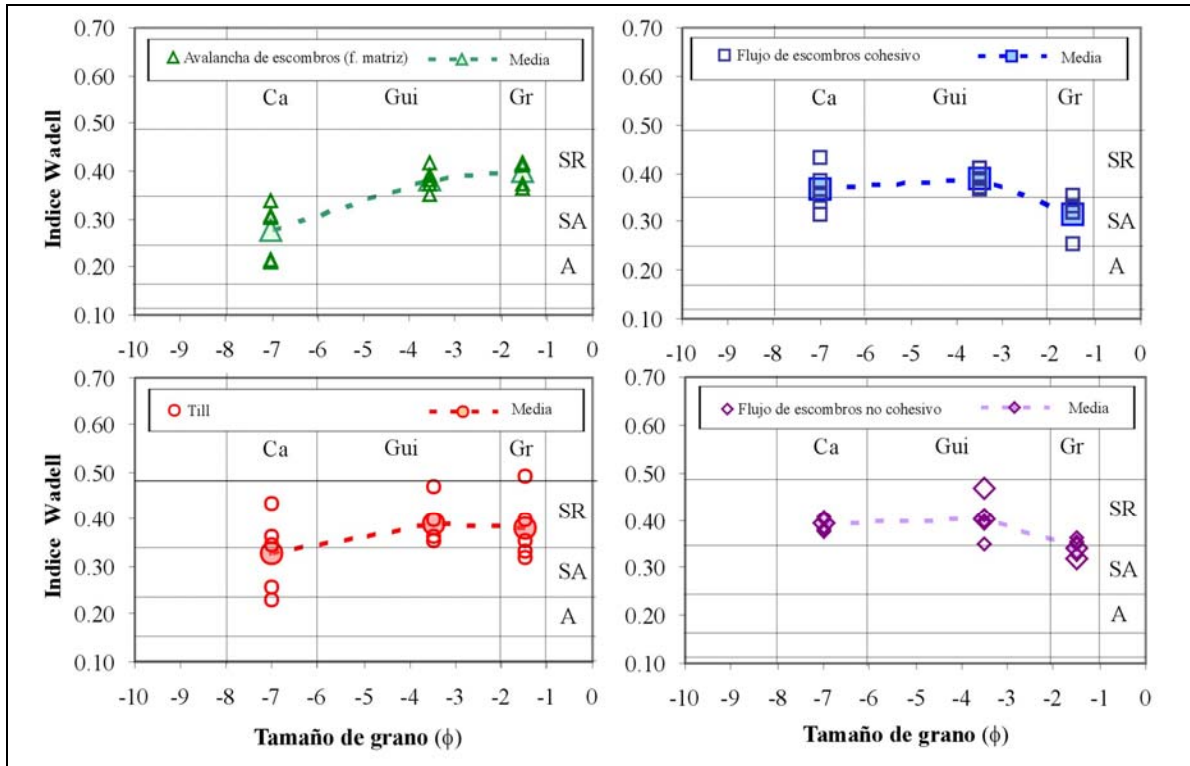 0.70
0.60
0.50
0.40
0.30
0.20
0.10
Indice Wadell
Avalancha de escombros (f. matriz) Media
Ca Gui Gr
SR
SA
A
-10 -9 -8 -7 -6 -5 -4 -3 -2 -1 0
0.70
0.60
0.50
0.40
0.30
0.20
0.10
Flujo de escombros cohesivo Media
Ca Gui Gr
SR
SA
A
-10 -9 -8 -7 -6 -5 -4 -3 -2 -1 0
0.70
0.60
0.50
0.40
0.30
0.20
0.10
Indice Wadell
Till Media
Ca Gui Gr
SR
SA
A
-10 -9 -8 -7 -6 -5 -4 -3 -2 -1 0
Tamaño de grano (ϕ)
0.70
0.60
0.50
0.40
0.30
0.20
0.10
Flujo de escombros no cohesivo Media
Ca Gui Gr
SR
SA
A
-10 -9 -8 -7 -6 -5 -4 -3 -2 -1 0
Tamaño de grano (ϕ)